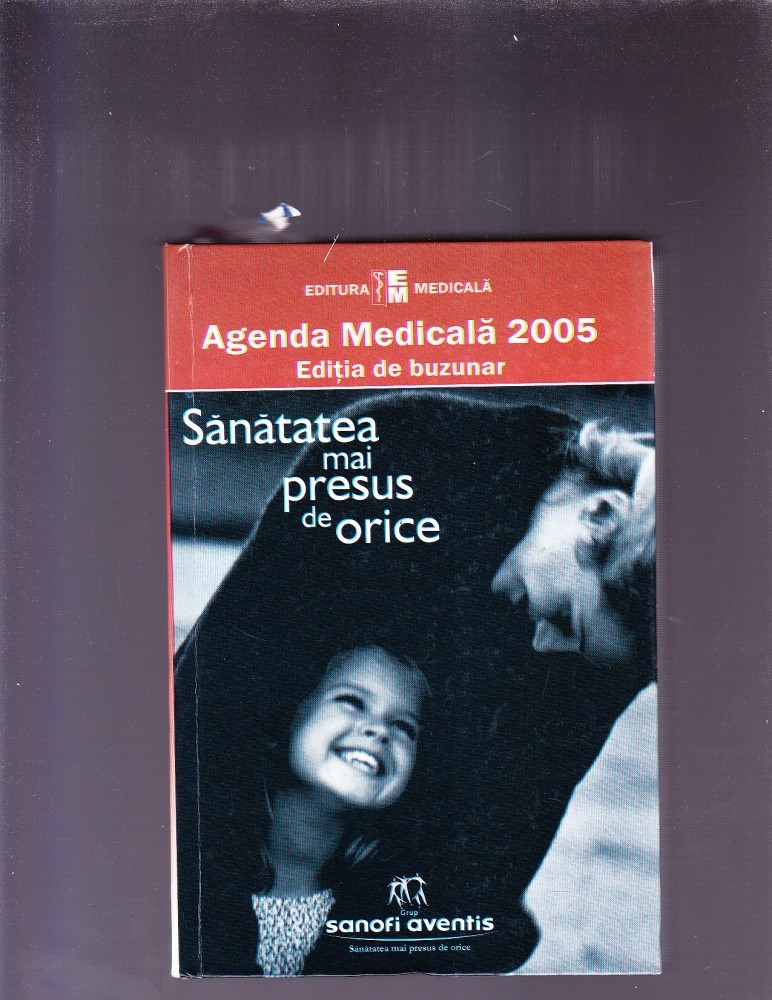 EDITURA EM MEDICALĂ
Agenda Medicală 2005
Ediția de buzunar
Sănătatea
mai
presus
de orice
Grup
sanofi aventis
Sănătatea mai presus de orice